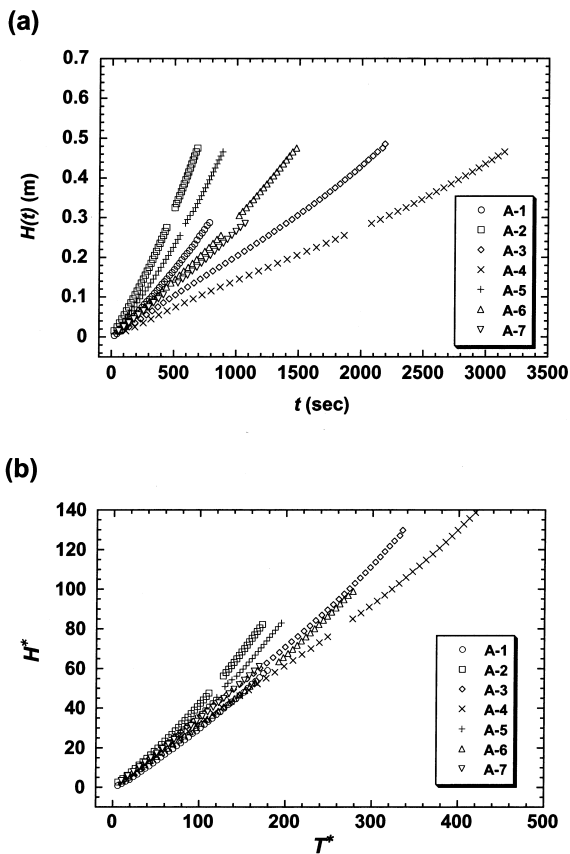 (a)
0.7
0.6
0.5
0.4
0.3
0.2
0.1
0
H(t) (m)
A-1
A-2
A-3
A-4
A-5
A-6
A-7
0 500 1000 1500 2000 2500 3000 3500
t (sec)
(b)
140
120
100
80
60
40
20
0
H*
A-1
A-2
A-3
A-4
A-5
A-6
A-7
0 100 200 300 400 500
T*